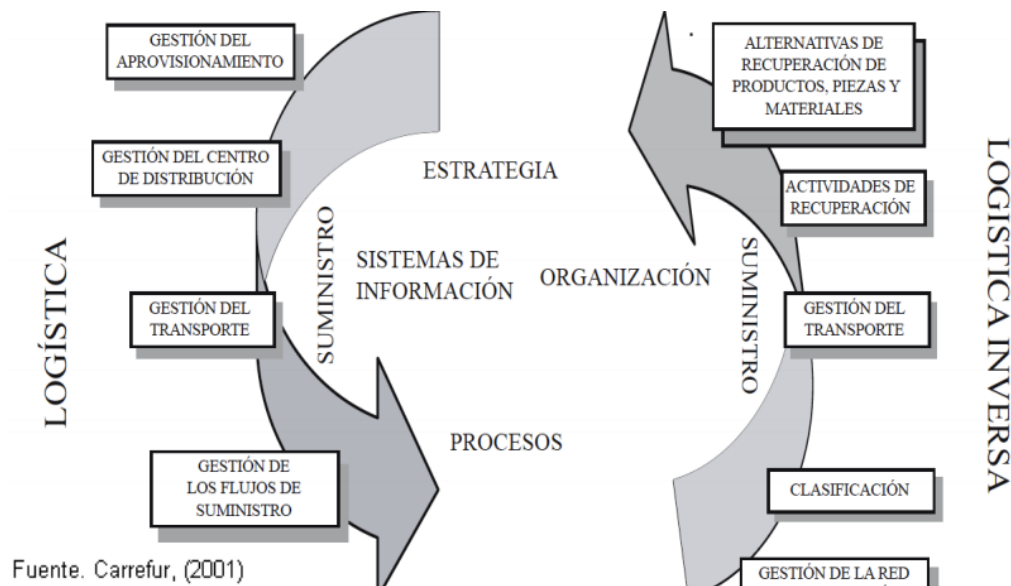 GESTIÓN DEL
APROVISIONAMIENTO
GESTIÓN DEL CENTRO
DE DISTRIBUCIÓN
LOGÍSTICA
GESTIÓN DEL
TRANSPORTE
GESTIÓN DE
LOS FLUJOS DE
SUMINISTRO
SUMINISTRO
ESTRATEGIA
SISTEMAS DE
INFORMACIÓN
ORGANIZACIÓN
PROCESOS
SUMINISTRO
ALTERNATIVAS DE
RECUPERACIÓN DE
PRODUCTOS, PIEZAS Y
MATERIALES
ACTIVIDADES DE
RECUPERACIÓN
GESTIÓN DEL
TRANSPORTE
CLASIFICACIÓN
GESTIÓN DE LA RED
LOGISTICA INVERSA
Fuente. Carrefur, (2001)